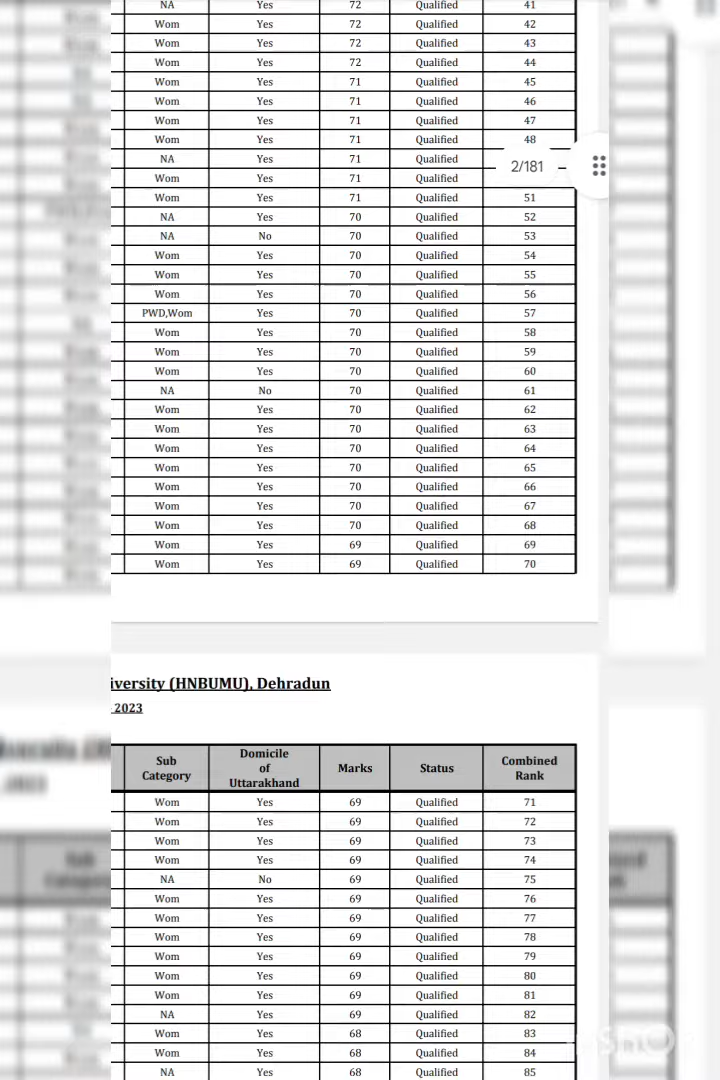 NA Yes 72 Qualified 41
Wom Yes 72 Qualified 42
Wom Yes 72 Qualified 43
Wom Yes 72 Qualified 44
Wom Yes 71 Qualified 45
Wom Yes 71 Qualified 46
Wom Yes 71 Qualified 47
Wom Yes 71 Qualified 48
NA Yes 71 Qualified
2/181
Wom Yes 71 Qualified
Wom Yes 71 Qualified 51
NA Yes 70 Qualified 52
NA No 70 Qualified 53
Wom Yes 70 Qualified 54
Wom Yes 70 Qualified 55
Wom Yes 70 Qualified 56
PWD,Wom Yes 70 Qualified 57
Wom Yes 70 Qualified 58
Wom Yes 70 Qualified 59
Wom Yes 70 Qualified 60
NA No 70 Qualified 61
Wom Yes 70 Qualified 62
Wom Yes 70 Qualified 63
Wom Yes 70 Qualified 64
Wom Yes 70 Qualified 65
Wom Yes 70 Qualified 66
Wom Yes 70 Qualified 67
Wom Yes 70 Qualified 68
Wom Yes 69 Qualified 69
Wom Yes 69 Qualified 70
iversity (HNBUMU), Dehradun
2023
Sub Category Domicile of Uttarakhand Marks Status Combined Rank
Wom Yes 69 Qualified 71
Wom Yes 69 Qualified 72
Wom Yes 69 Qualified 73
Wom Yes 69 Qualified 74
NA No 69 Qualified 75
Wom Yes 69 Qualified 76
Wom Yes 69 Qualified 77
Wom Yes 69 Qualified 78
Wom Yes 69 Qualified 79
Wom Yes 69 Qualified 80
Wom Yes 69 Qualified 81
NA Yes 69 Qualified 82
Wom Yes 68 Qualified 83
Wom Yes 68 Qualified 84
NA Yes 68 Qualified 85